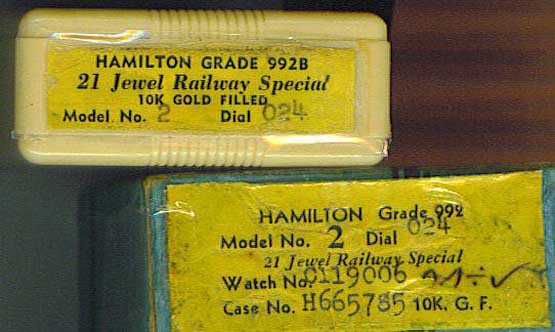 HAMILTON GRADE 992B
21 Jewel Railway Special
10K GOLD FILLED
Model No. 2 Dial 024
HAMILTON Grade 992
Model No. 2 Dial 024
21 Jewel Railway Special
Watch No. C119006
Case No. H665785 10K. G. F.